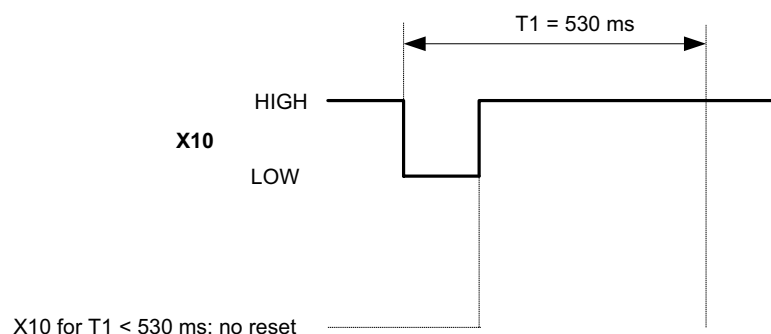 T1 = 530 ms
HIGH
X10
LOW
X10 for T1 < 530 ms: no reset